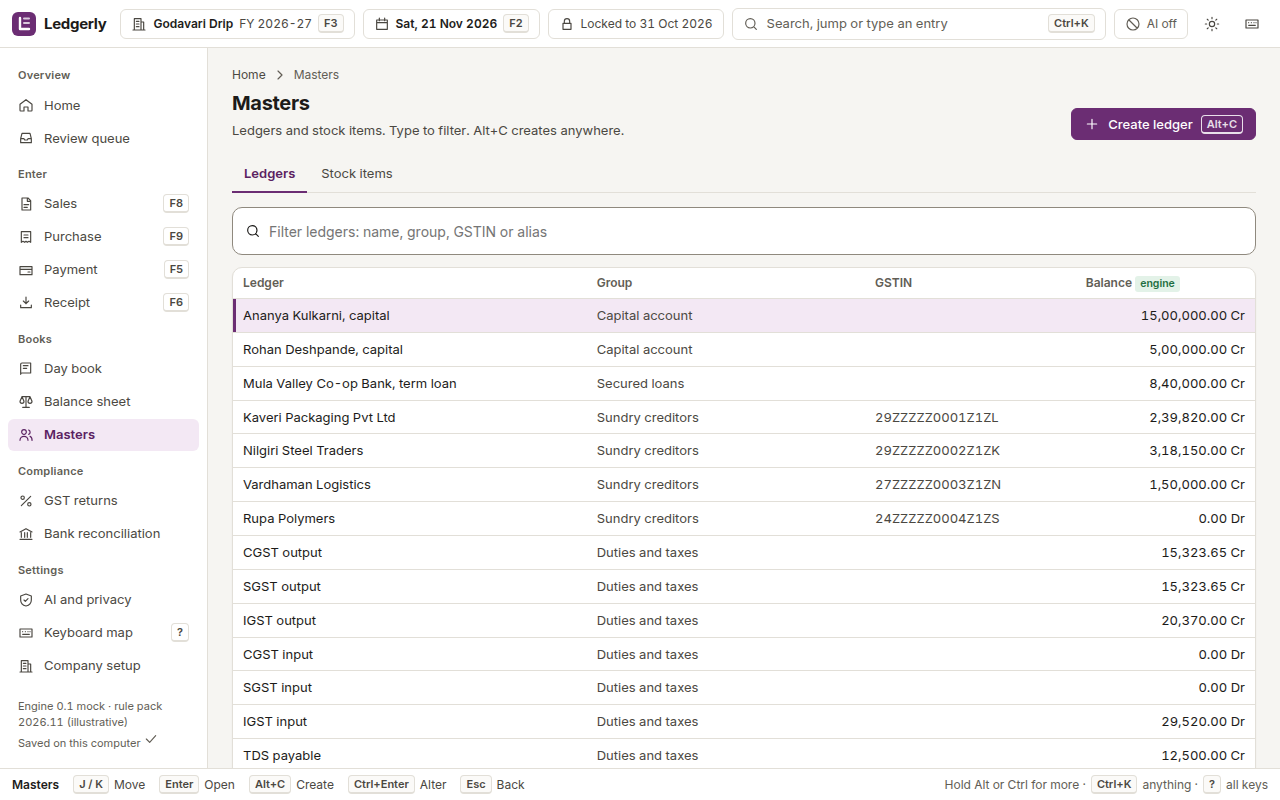 Ledgerly
Godavari Drip FY 2026-27 F3
Sat, 21 Nov 2026 F2
Locked to 31 Oct 2026
Search, jump or type an entry Ctrl+K
AI off
Overview
Home
Review queue
Enter
Sales F8
Purchase F9
Payment F5
Receipt F6
Books
Day book
Balance sheet
Masters
Compliance
GST returns
Bank reconciliation
Settings
AI and privacy
Keyboard map ?
Company setup
Engine 0.1 mock · rule pack
2026.11 (illustrative)
Saved on this computer
Home > Masters
Masters
Ledgers and stock items. Type to filter. Alt+C creates anywhere.
Create ledger Alt+C
Ledgers Stock items
Filter ledgers: name, group, GSTIN or alias
Ledger Group GSTIN Balance engine
Ananya Kulkarni, capital Capital account 15,00,000.00 Cr
Rohan Deshpande, capital Capital account 5,00,000.00 Cr
Mula Valley Co-op Bank, term loan Secured loans 8,40,000.00 Cr
Kaveri Packaging Pvt Ltd Sundry creditors 29ZZZZZ0001Z1ZL 2,39,820.00 Cr
Nilgiri Steel Traders Sundry creditors 29ZZZZZ0002Z1ZK 3,18,150.00 Cr
Vardhaman Logistics Sundry creditors 27ZZZZZ0003Z1ZN 1,50,000.00 Cr
Rupa Polymers Sundry creditors 24ZZZZZ0004Z1ZS 0.00 Dr
CGST output Duties and taxes 15,323.65 Cr
SGST output Duties and taxes 15,323.65 Cr
IGST output Duties and taxes 20,370.00 Cr
CGST input Duties and taxes 0.00 Dr
SGST input Duties and taxes 0.00 Dr
IGST input Duties and taxes 29,520.00 Dr
TDS payable Duties and taxes 12,500.00 Cr
Masters J / K Move Enter Open Alt+C Create Ctrl+Enter Alter Esc Back
Hold Alt or Ctrl for more · Ctrl+K anything · ? all keys